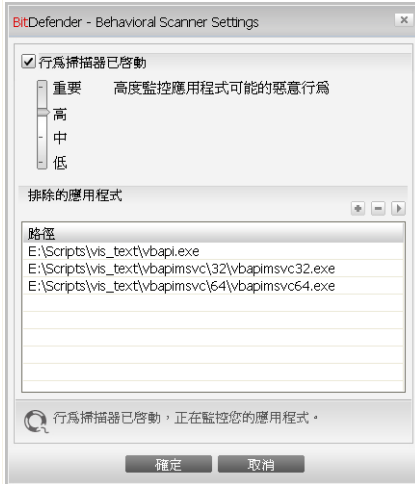 BitDefender - Behavioral Scanner Settings
行爲掃描器已啓動
重要 高度監控應用程式可能的惡意行爲
高
中
低
排除的應用程式
路徑
E:\Scripts\vis_text\vbapi.exe
E:\Scripts\vis_text\vbapimsvc\32\vbapimsvc32.exe
E:\Scripts\vis_text\vbapimsvc\64\vbapimsvc64.exe
行爲掃描器已啓動，正在監控您的應用程式。
確定 取消